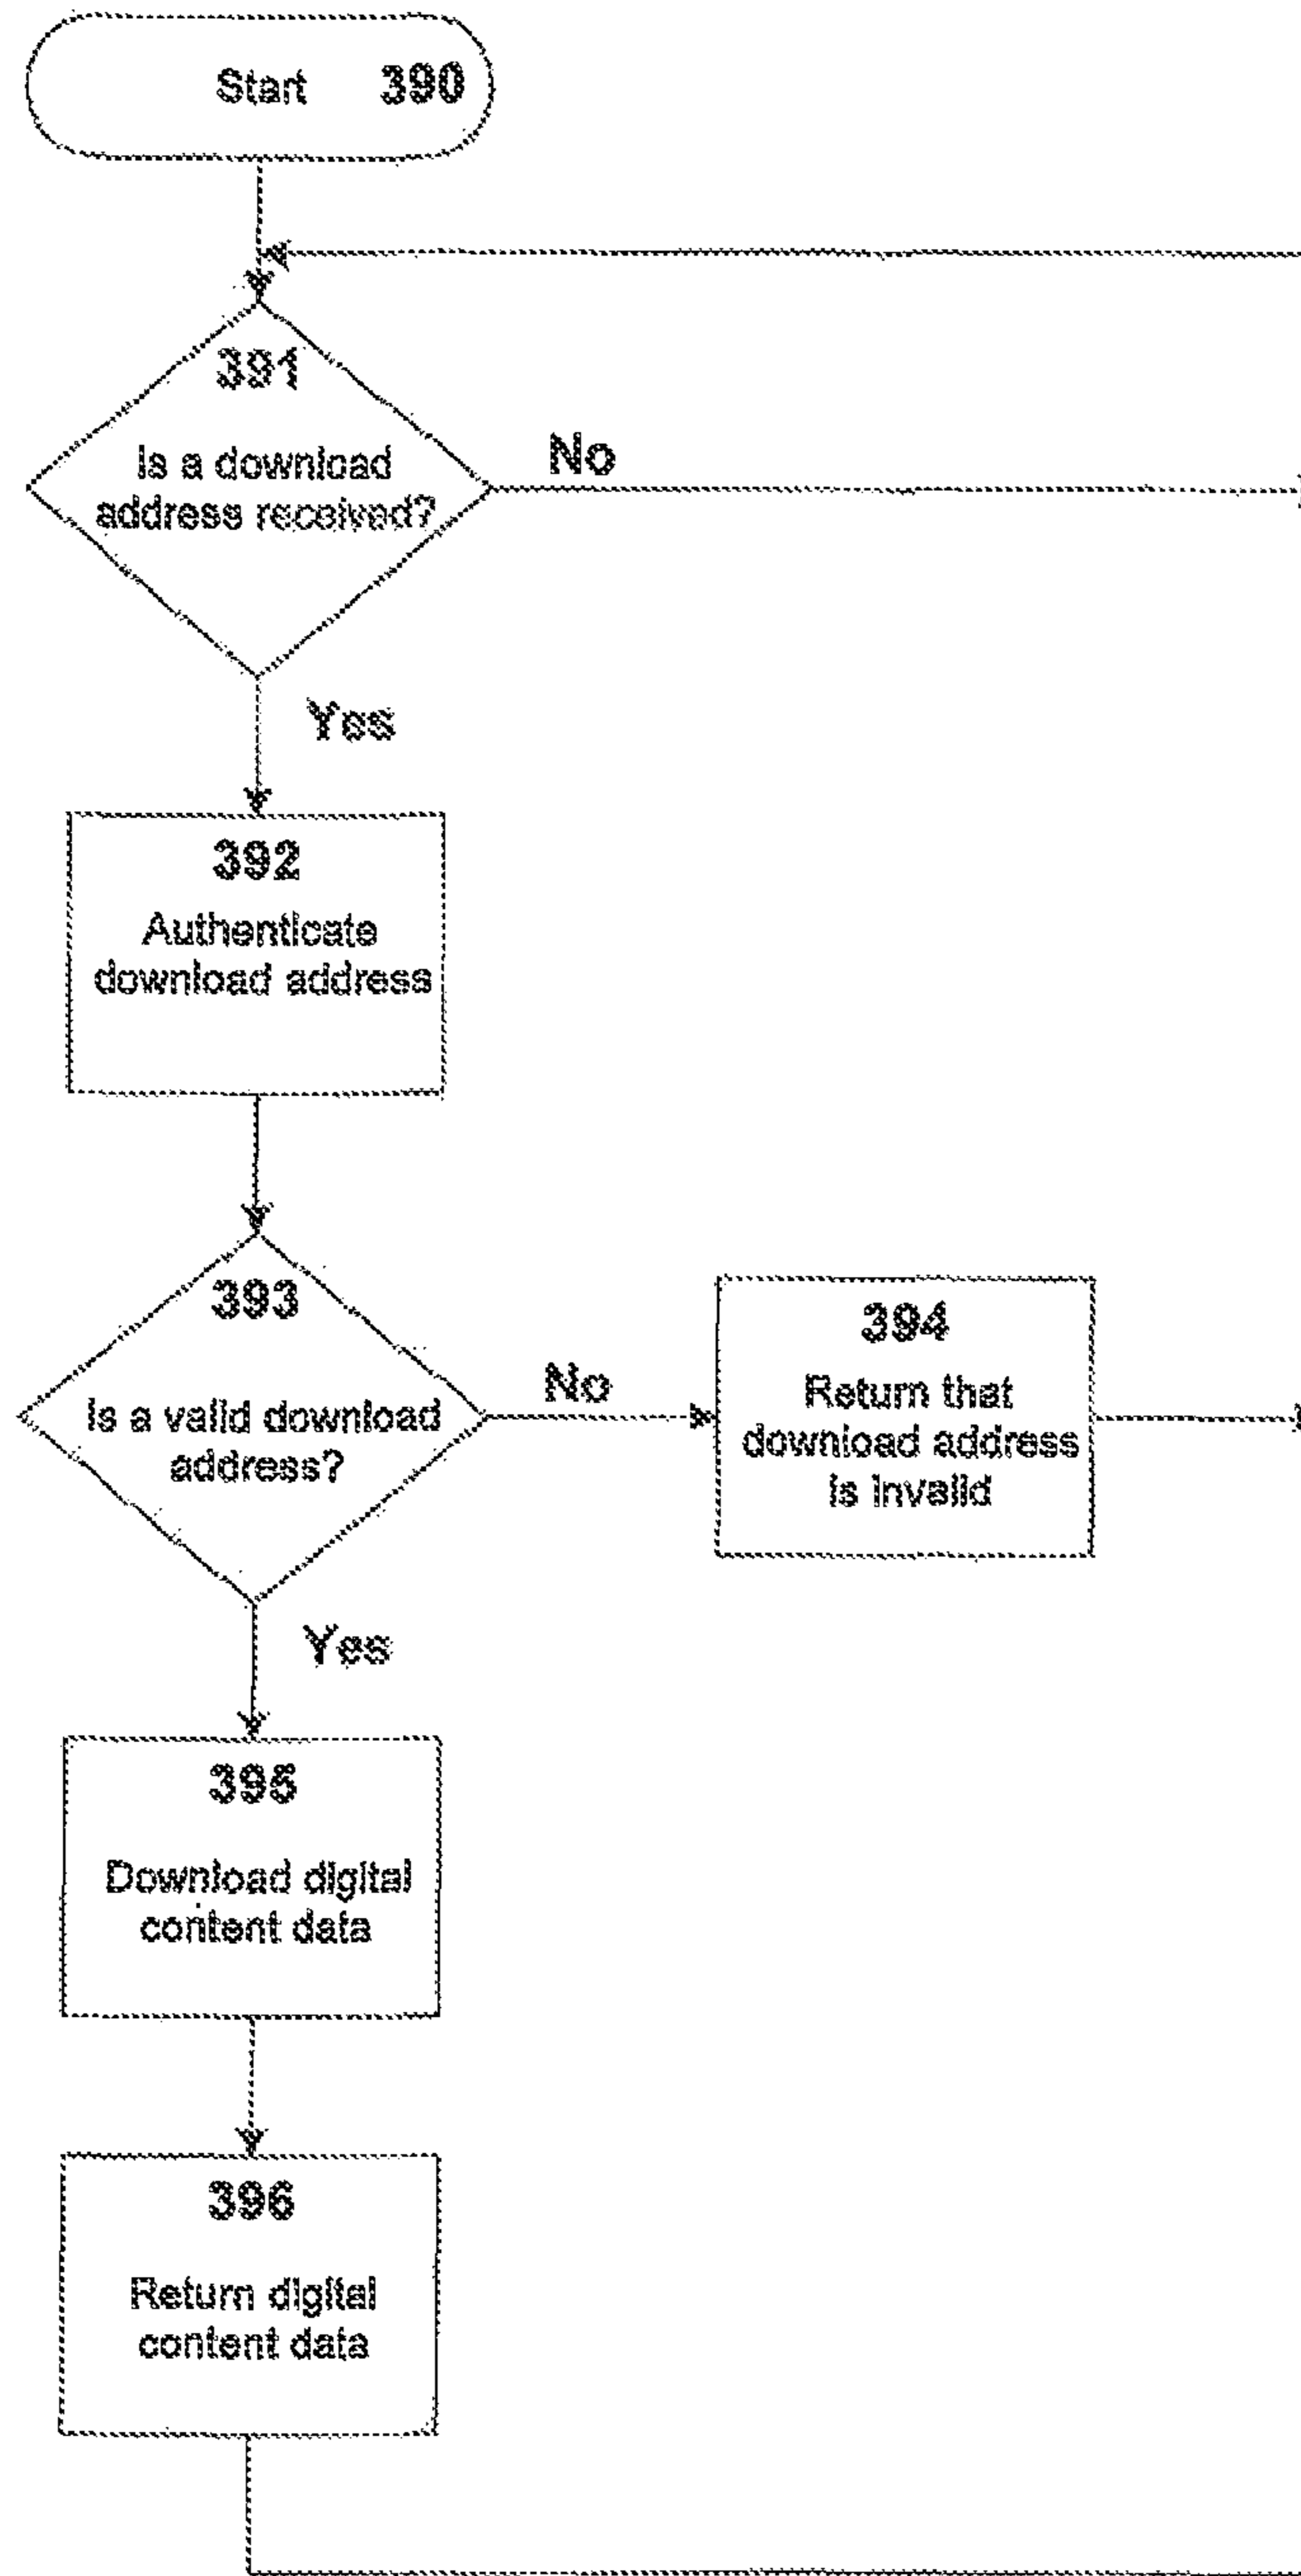 Start 390
391
Is a download
address received?
No
Yes
392
Authenticate
download address
393
Is a valid download
address?
No
394
Return that
download address
is invalid
Yes
395
Download digital
content data
396
Return digital
content data